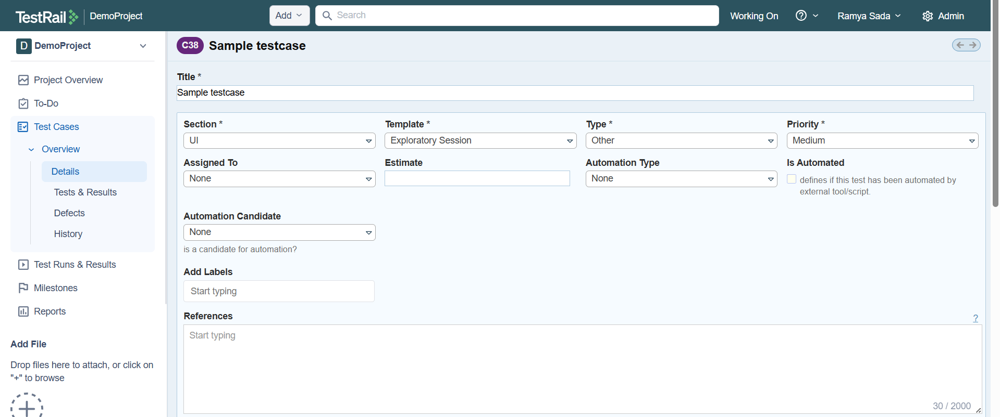 TestRail DemoProject Add Search Working On Ramya Sada Admin
D DemoProject
Project Overview
To-Do
Test Cases
Overview
Details
Tests & Results
Defects
History
Test Runs & Results
Milestones
Reports
Add File
Drop files here to attach, or click on
"+" to browse
C38 Sample testcase
Title *
Sample testcase
Section * Template * Type * Priority *
UI Exploratory Session Other Medium
Assigned To Estimate Automation Type Is Automated
None None defines if this test has been automated by
external tool/script.
Automation Candidate
None
is a candidate for automation?
Add Labels
Start typing
References ?
Start typing
30 / 2000